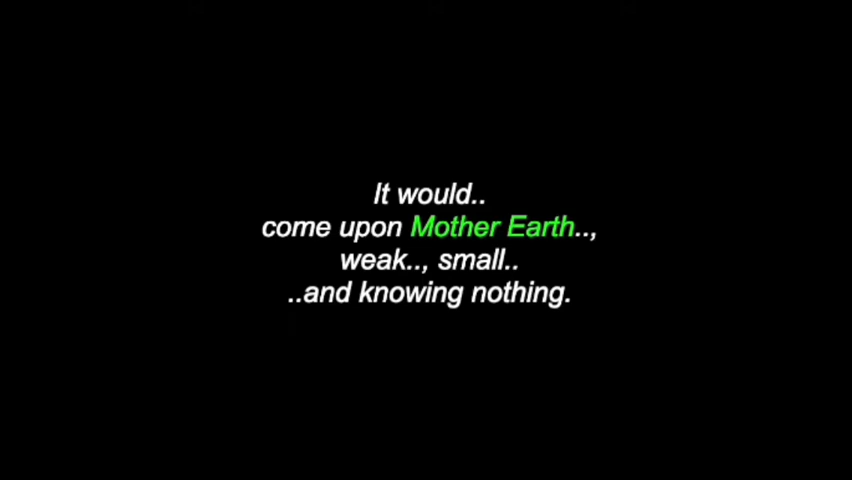 It would..
come upon Mother Earth..,
weak.., small..
..and knowing nothing.